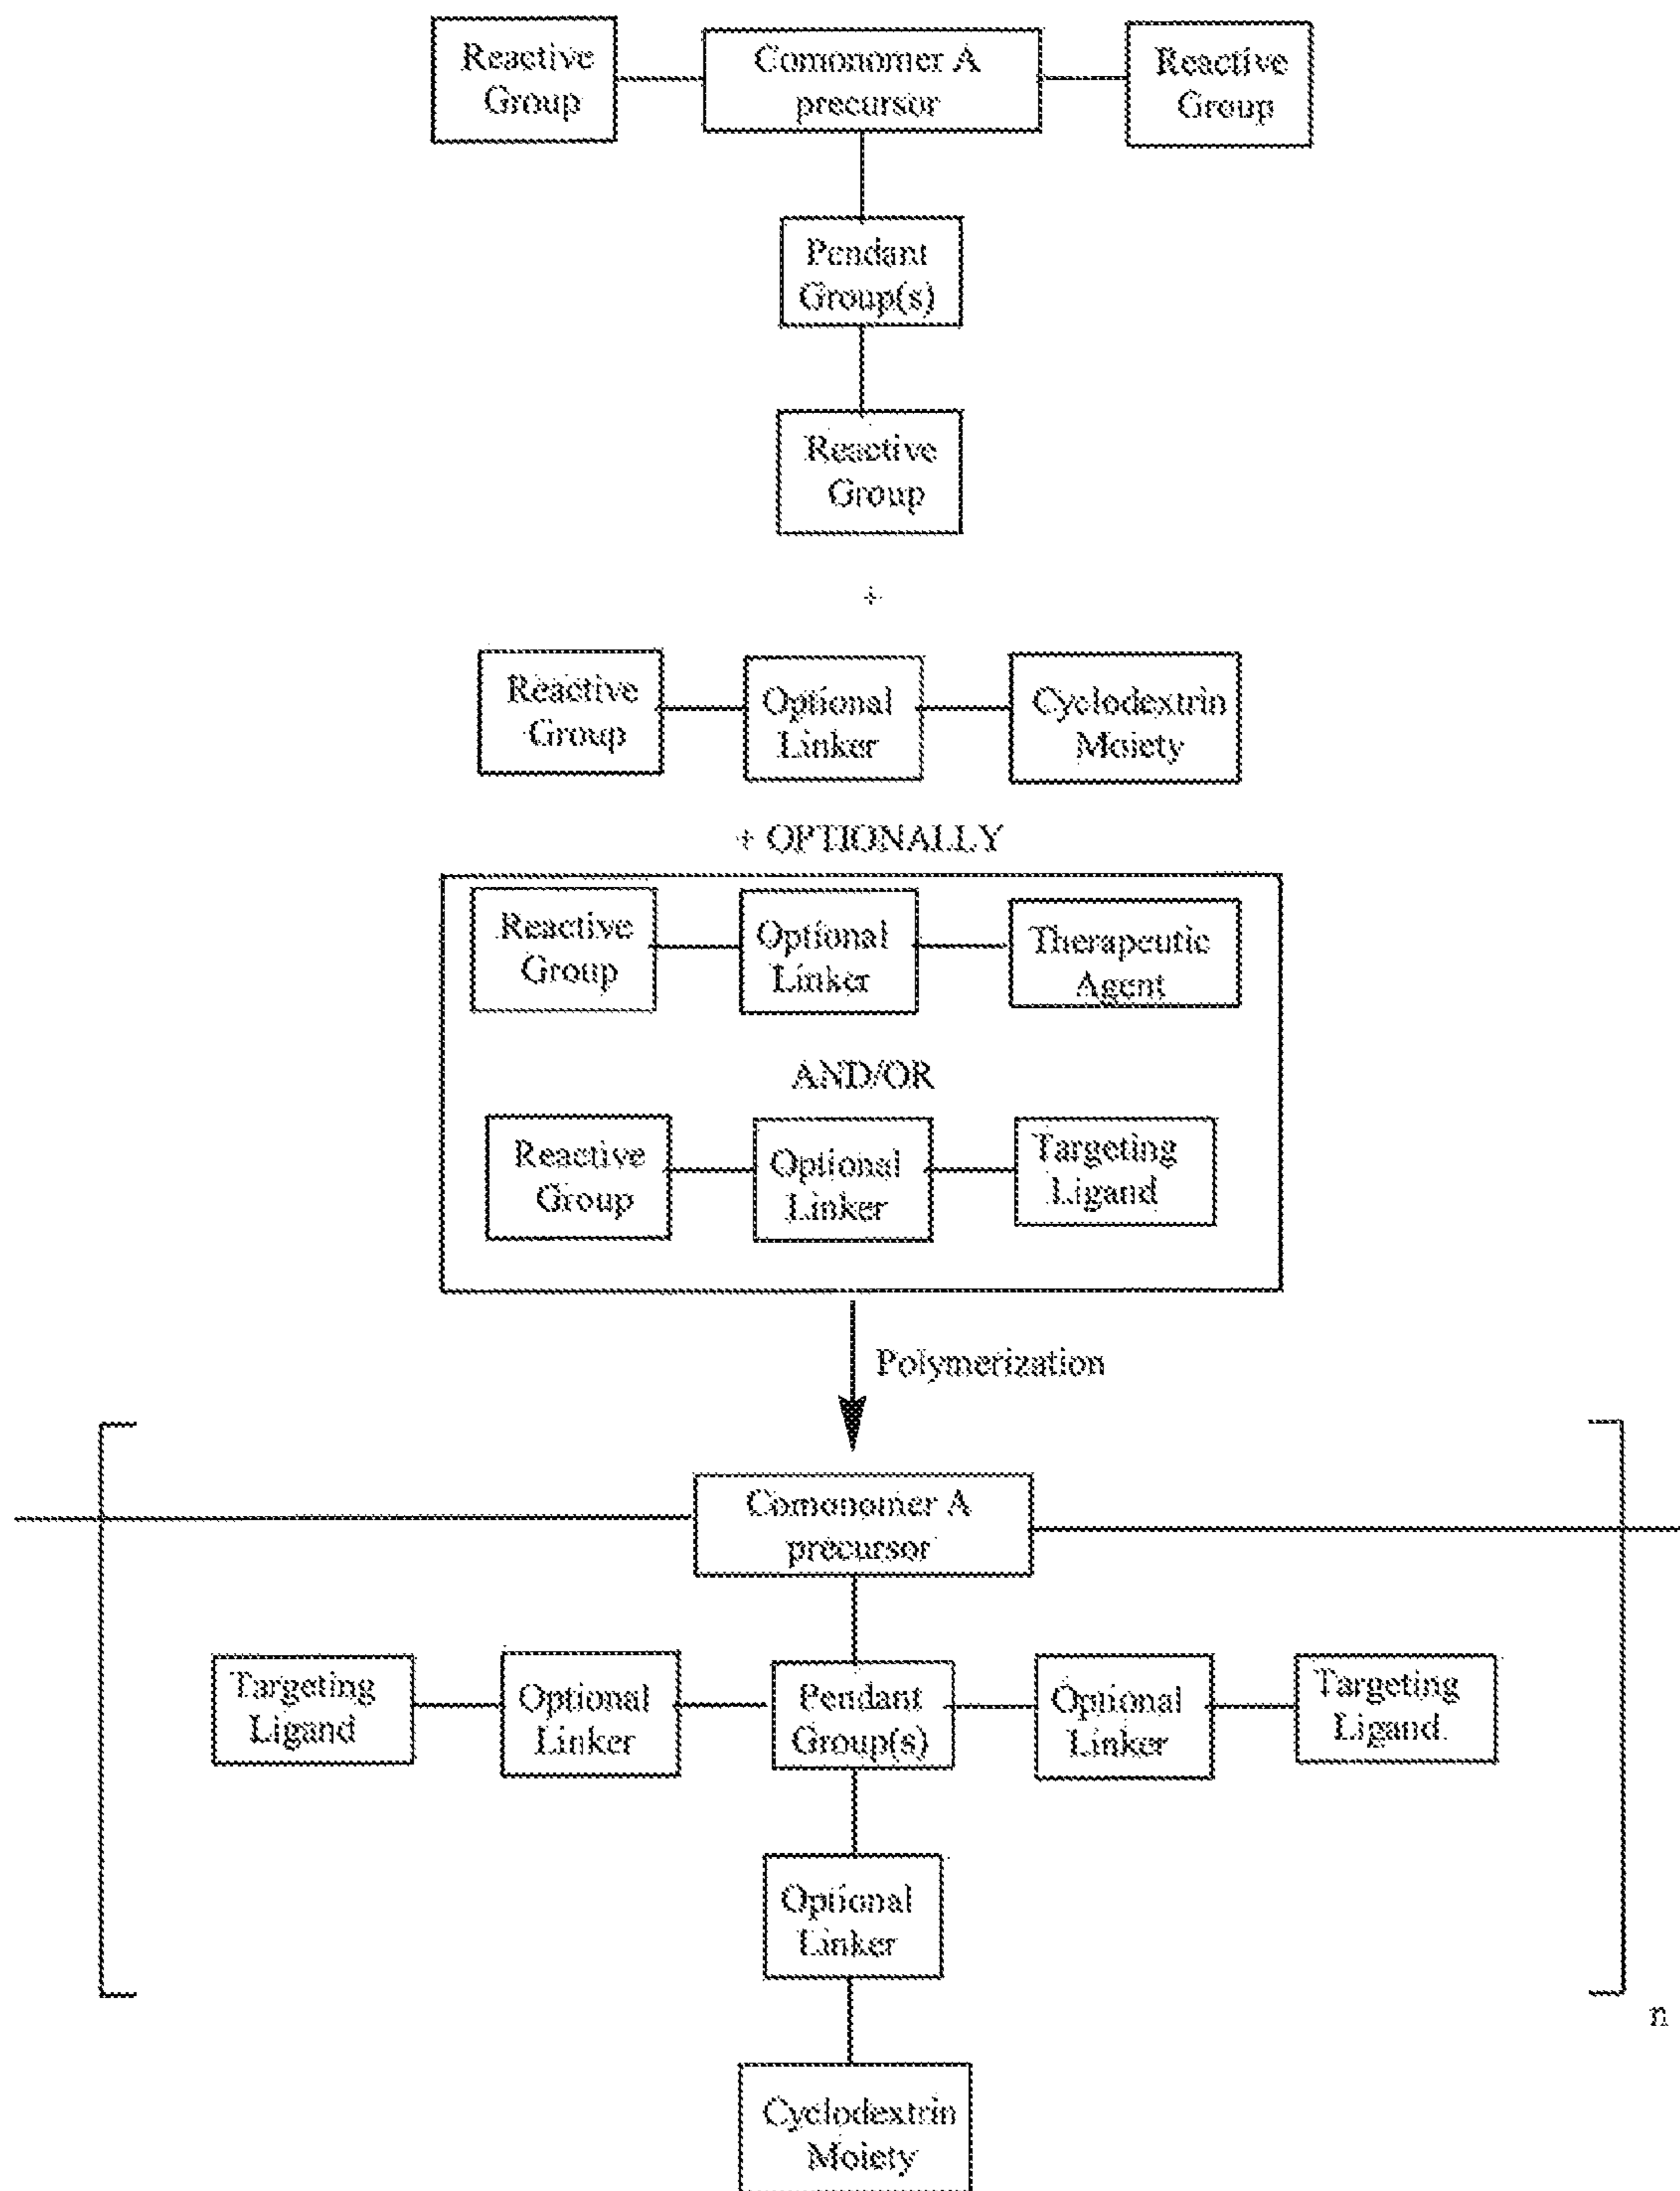 Reactive
Group
Comonomer A
precursor
Reactive
Group
Pendant
Group(s)
Reactive
Group
+
Reactive
Group
Optional
Linker
Cyclodextrin
Moiety
+ OPTIONALLY
Reactive
Group
Optional
Linker
Therapeutic
Agent
AND/OR
Reactive
Group
Optional
Linker
Targeting
Ligand
Polymerization
Comonomer A
precursor
Targeting
Ligand
Optional
Linker
Pendant
Group(s)
Optional
Linker
Targeting
Ligand
Optional
Linker
n
Cyclodextrin
Moiety